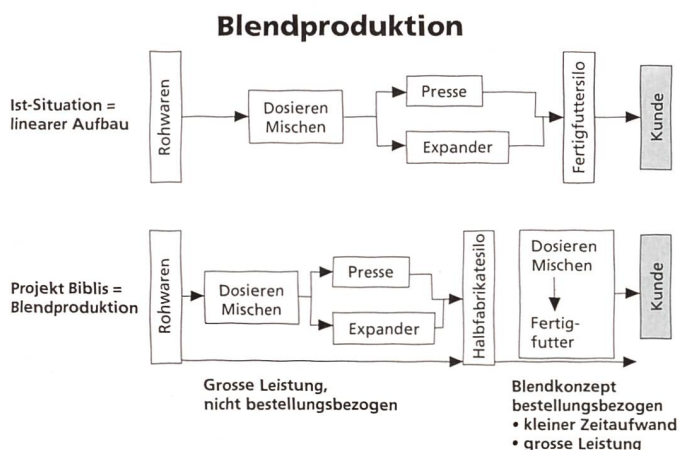 Blendproduktion
Ist-Situation =
linearer Aufbau
Rohwaren
Dosieren
Mischen
Presse
Expander
Fertigfuttersilo
Kunde
Projekt Biblis =
Blendproduktion
Rohwaren
Dosieren
Mischen
Presse
Expander
Halbfabrikatesilo
Dosieren
Mischen
Fertig-
futter
Kunde
Grosse Leistung,
nicht bestellungsbezogen
Blendkonzept
bestellungsbezogen
• kleiner Zeitaufwand
• grosse Leistung